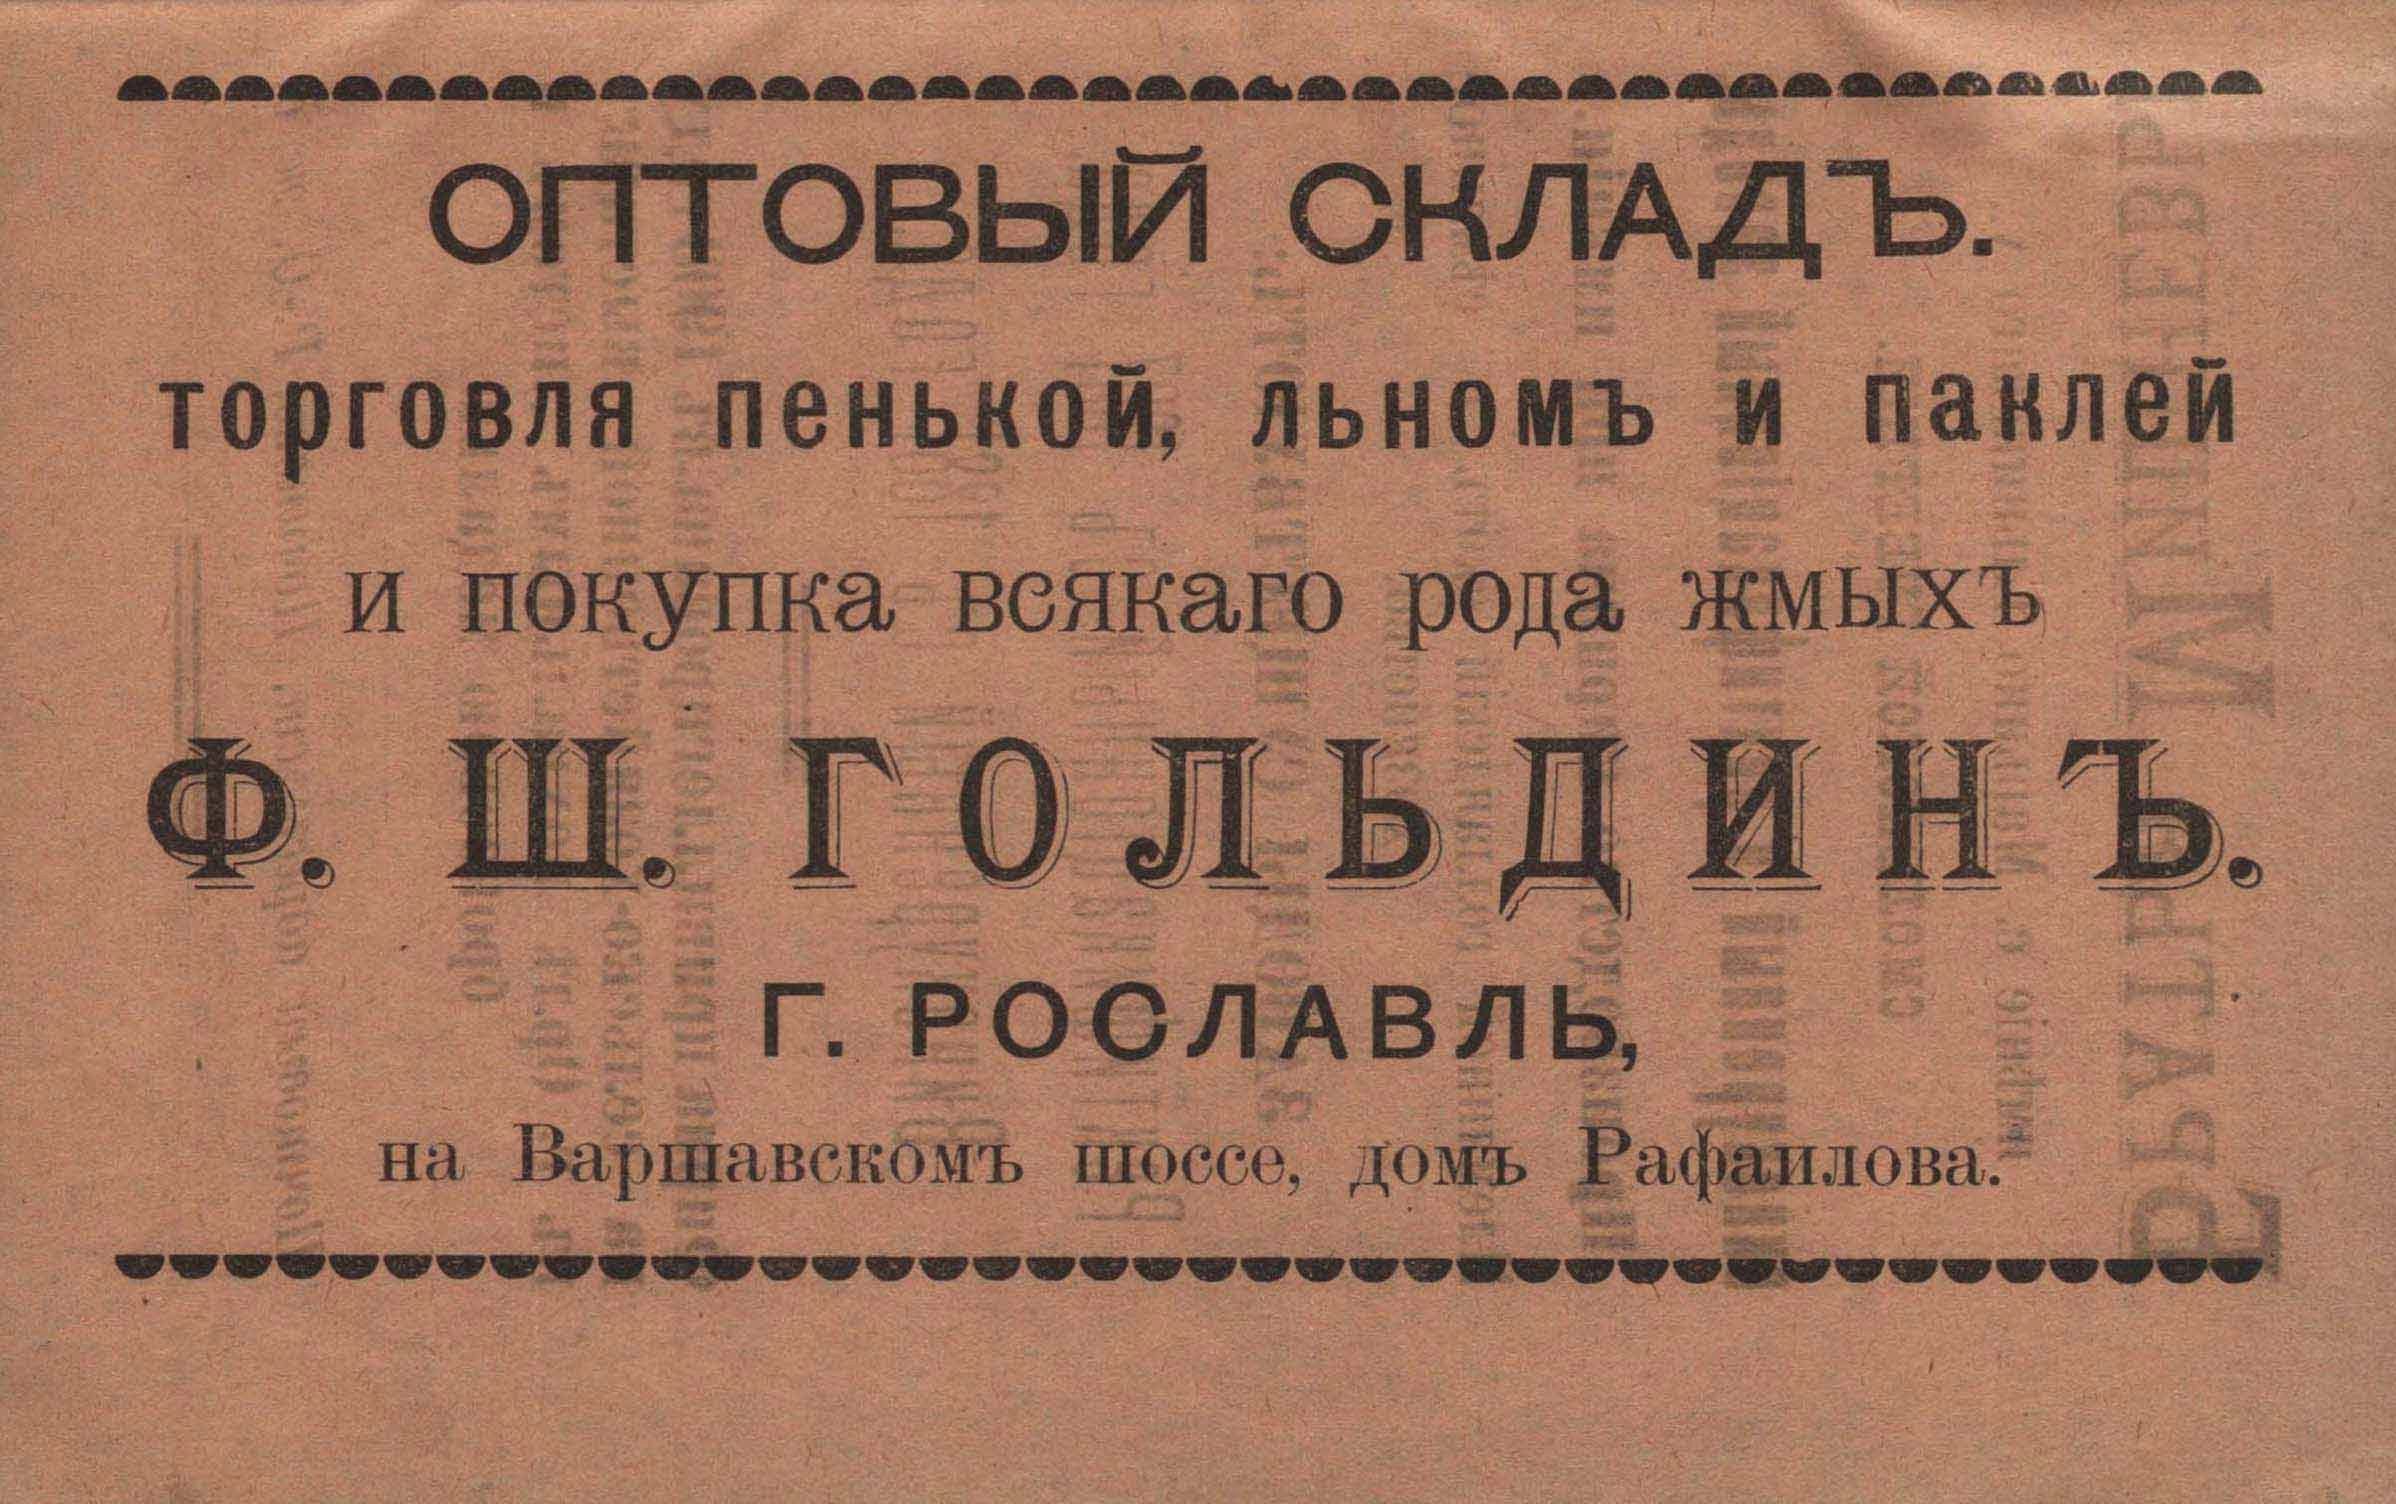 ОПТОВЫЙ СКЛАДЪ.
торговля пенькой, льномъ и паклей
и покупка всякаго рода жмыхъ
Ф. Ш. ГОЛЬДИНЪ.
Г. РОСЛАВЛЬ,
на Варшавскомъ шоссе, домъ Рафаилова.